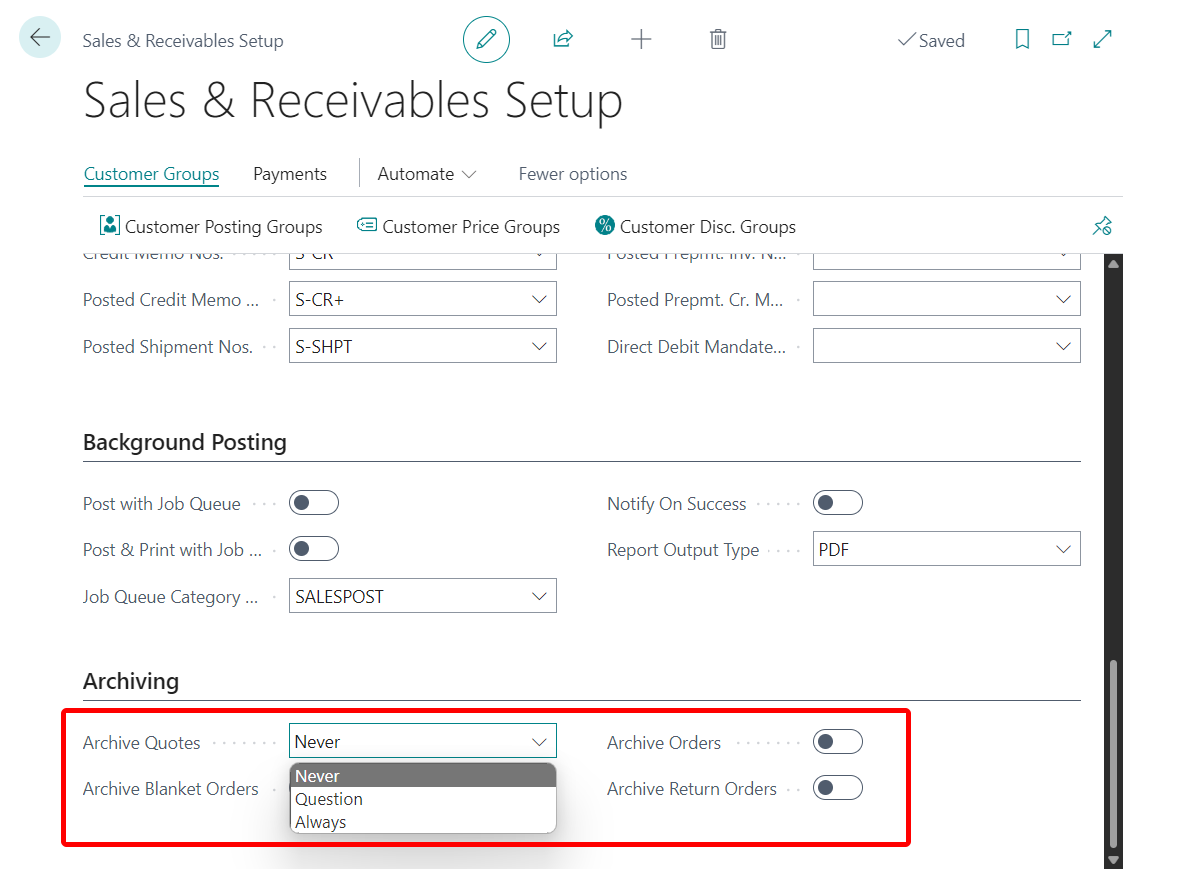 Sales & Receivables Setup
Saved
Sales & Receivables Setup
Customer Groups Payments Automate Fewer options
Customer Posting Groups Customer Price Groups Customer Disc. Groups
Credit Memo Nos. S-CR Posted Prepmt. Inv. N...
Posted Credit Memo ... S-CR+ Posted Prepmt. Cr. M...
Posted Shipment Nos. S-SHPT Direct Debit Mandate...
Background Posting
Post with Job Queue Notify On Success
Post & Print with Job ... Report Output Type PDF
Job Queue Category ... SALESPOST
Archiving
Archive Quotes Never Archive Orders
Archive Blanket Orders Archive Return Orders
Never
Question
Always